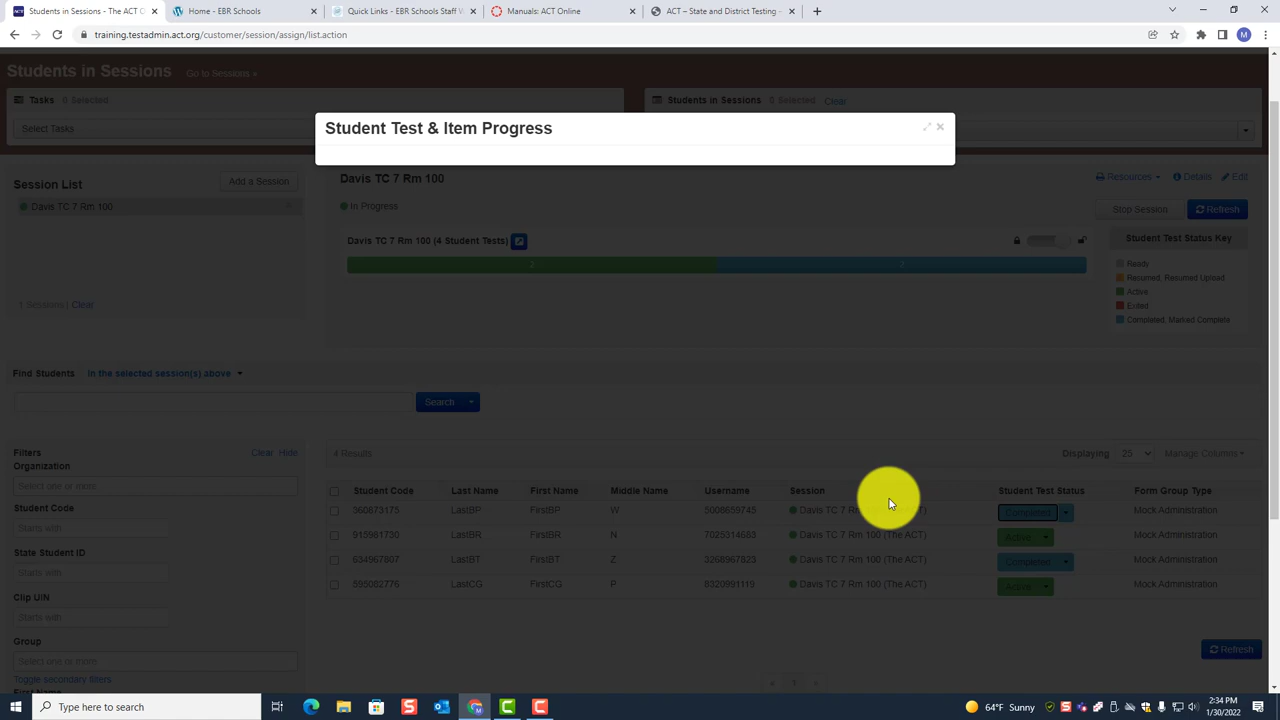 Students in Sessions - The ACT C
Home - EBR Schools
Quick Links - EBR Schools Staff V
Manuals: ACT Online
ACT – State and District Testing -
training.testadmin.act.org/customer/session/assign/list.action
M
Students in Sessions Go to Sessions »
Tasks 0 Selected
Students in Sessions 0 Selected Clear
Select Tasks
Student Test & Item Progress
Session List
Add a Session
Davis TC 7 Rm 100
1 Sessions | Clear
Davis TC 7 Rm 100
Resources Details Edit
In Progress
Stop Session Refresh
Davis TC 7 Rm 100 (4 Student Tests)
2 2
Student Test Status Key
Ready
Resumed, Resumed Upload
Active
Exited
Completed, Marked Complete
Find Students In the selected session(s) above
Search
Filters Clear Hide
Organization
Select one or more
Student Code
Starts with
State Student ID
Starts with
Clip UIN
Starts with
Group
Select one or more
Toggle secondary filters
First Name
4 Results
Displaying 25 Manage Columns
Student Code Last Name First Name Middle Name Username Session Student Test Status Form Group Type
360873175 LastBP FirstBP W 5008659745 Davis TC 7 Completed Mock Administration
915981730 LastBR FirstBR N 7025314583 Davis TC 7 Rm 100 (The ACT) Active Mock Administration
634967807 LastBT FirstBT Z 3268967823 Davis TC 7 Rm 100 (The ACT) Completed Mock Administration
595082776 LastCG FirstCG P 8320991119 Davis TC 7 Rm 100 (The ACT) Active Mock Administration
Refresh
« 1 »
Type here to search
64°F Sunny
2:34 PM
1/30/2022